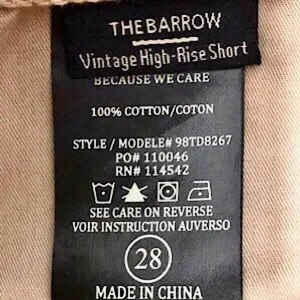 THE BARROW
Vintage High-Rise Short
BECAUSE WE CARE
100% COTTON/COTON
STYLE / MODELE# 98TD8267
PO# 110046
RN# 114542
SEE CARE ON REVERSE
VOIR INSTRUCTION AUVERSO
28
MADE IN CHINA